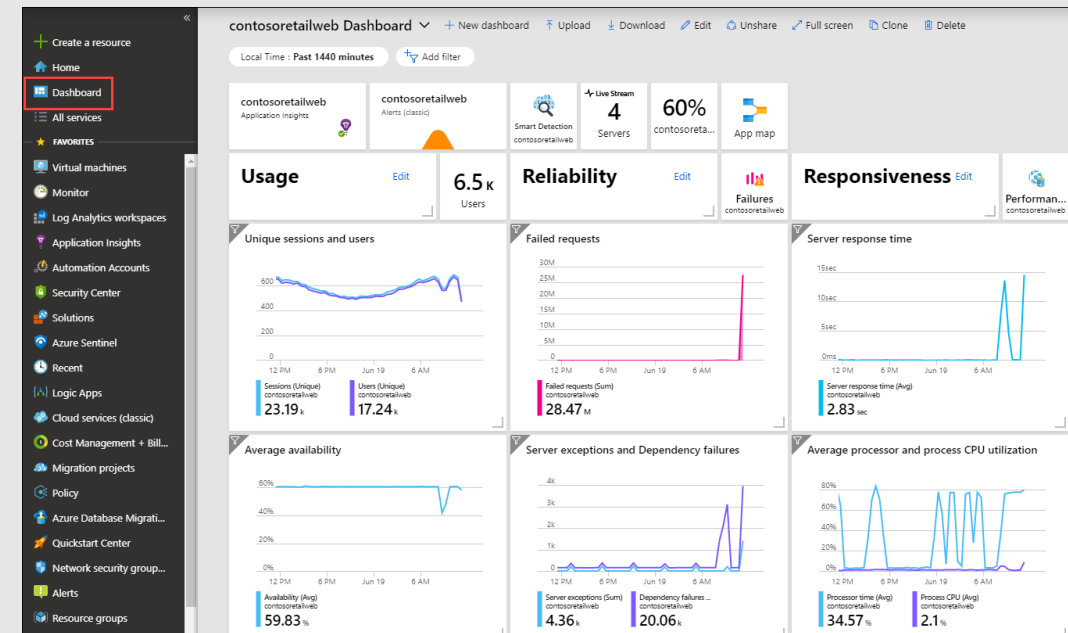 «
Create a resource
Home
Dashboard
All services
FAVORITES
Virtual machines
Monitor
Log Analytics workspaces
Application Insights
Automation Accounts
Security Center
Solutions
Azure Sentinel
Recent
Logic Apps
Cloud services (classic)
Cost Management + Bill...
Migration projects
Policy
Azure Database Migrati...
Quickstart Center
Network security group...
Alerts
Resource groups
contosoretailweb Dashboard
New dashboard
Upload
Download
Edit
Unshare
Full screen
Clone
Delete
Local Time : Past 1440 minutes
Add filter
contosoretailweb
Application Insights
contosoretailweb
Alerts (classic)
Smart Detection
contosoretailweb
Live Stream
4
Servers
60%
contosoreta...
App map
Usage
Edit
6.5 K
Users
Reliability
Edit
Failures
contosoretailweb
Responsiveness
Edit
Performan...
contosoretailweb
Unique sessions and users
600
400
200
0
12 PM 6 PM Jun 19 6 AM
Sessions (Unique)
contosoretailweb
23.19 k
Users (Unique)
contosoretailweb
17.24 k
Failed requests
30M
25M
20M
15M
10M
5M
0
12 PM 6 PM Jun 19 6 AM
Failed requests (Sum)
contosoretailweb
28.47 M
Server response time
15sec
10sec
5sec
0ms
12 PM 6 PM Jun 19 6 AM
Server response time (Avg)
contosoretailweb
2.83 sec
Average availability
60%
40%
20%
0%
12 PM 6 PM Jun 19 6 AM
Availability (Avg)
contosoretailweb
59.83 %
Server exceptions and Dependency failures
4k
3k
2k
1k
0
12 PM 6 PM Jun 19 6 AM
Server exceptions (Sum)
contosoretailweb
4.36 k
Dependency failures ...
contosoretailweb
20.06 k
Average processor and process CPU utilization
80%
60%
40%
20%
0%
12 PM 6 PM Jun 19 6 AM
Processor time (Avg)
contosoretailweb
34.57 %
Process CPU (Avg)
contosoretailweb
2.1 %